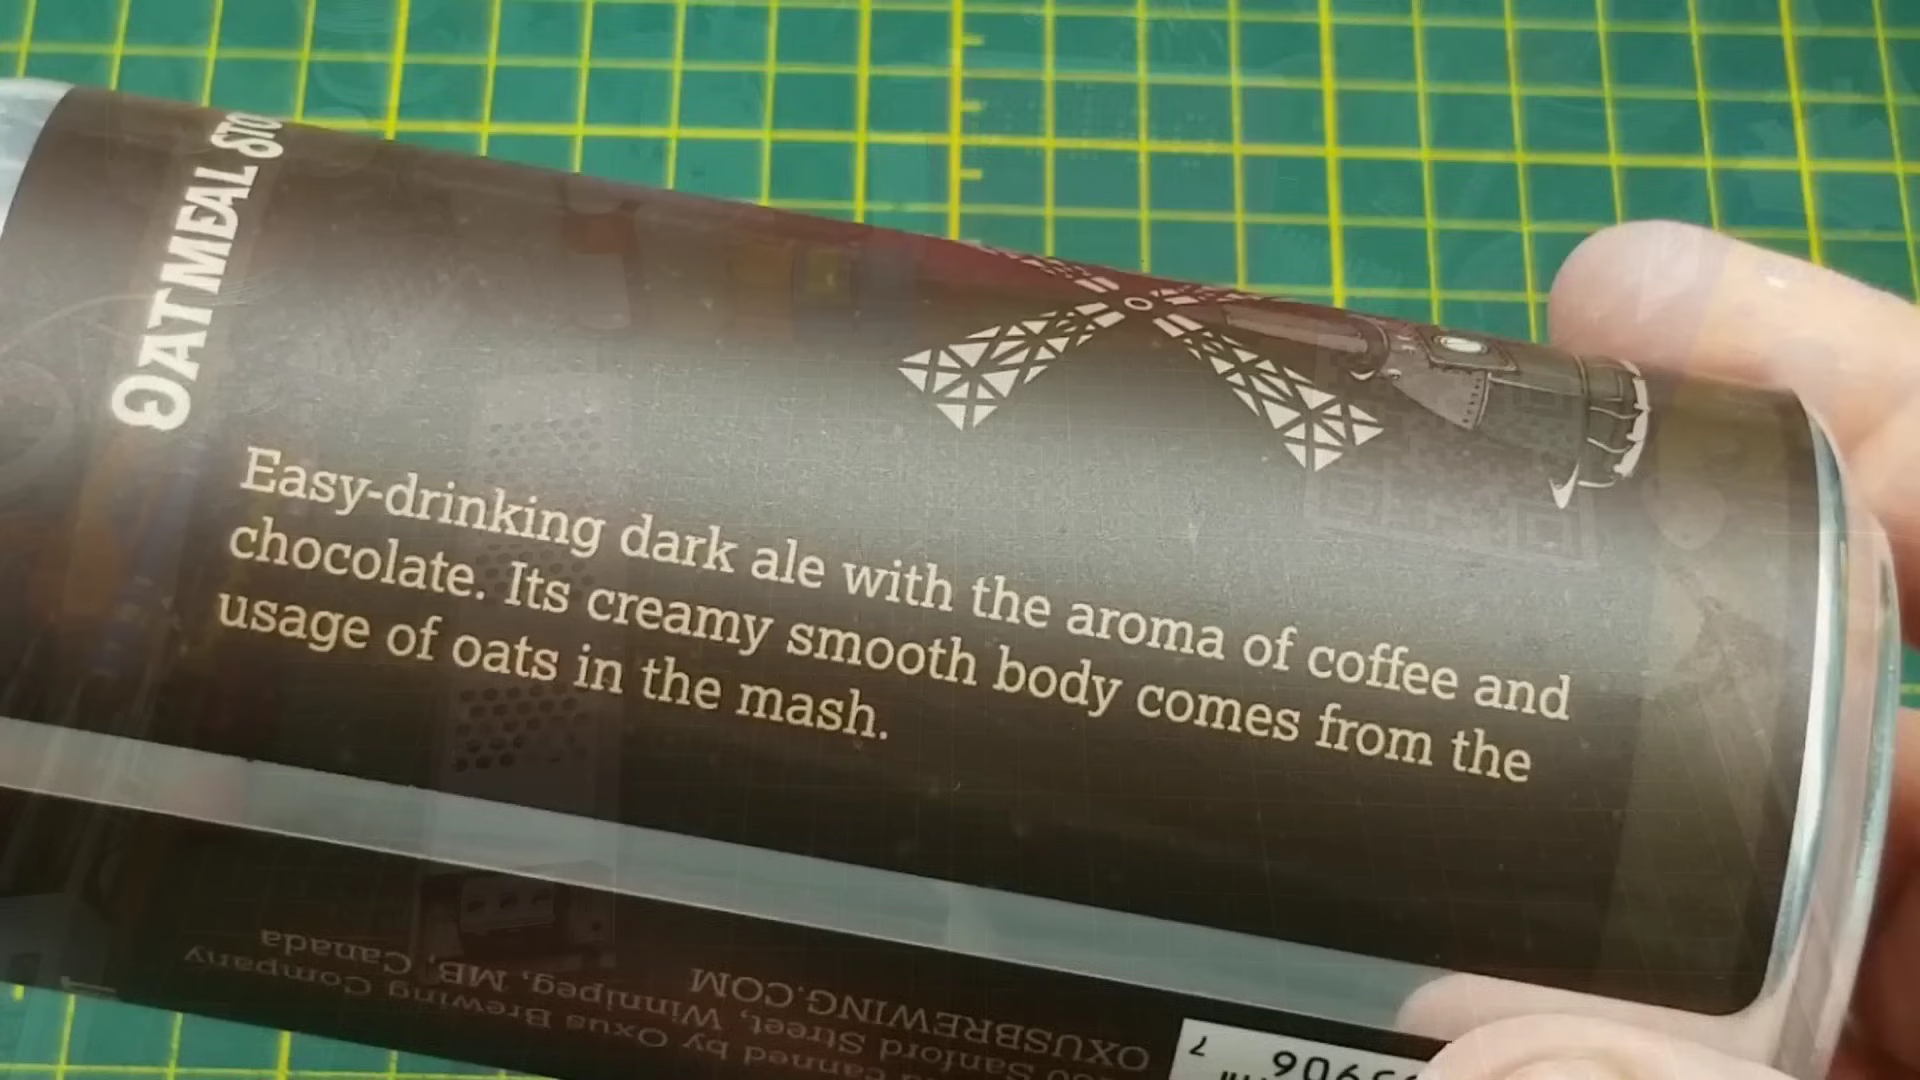 OATMEAL STO
Easy-drinking dark ale with the aroma of coffee and
chocolate. Its creamy smooth body comes from the
usage of oats in the mash.
canned by Oxus Brewing Company
Sanford Street, Winnipeg, MB, Canada
OXUSBREWING.COM
7